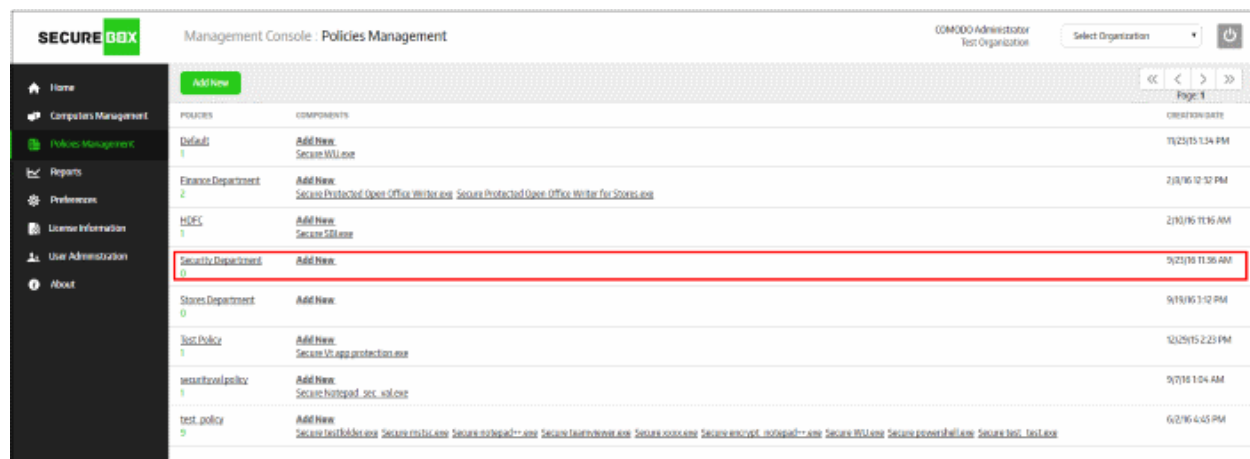 SECURE BOX
Management Console : Policies Management
COMODO Administrator
Test Organization
Select Organization
Home
Computers Management
Policies Management
Reports
Preferences
License Information
User Administration
About
Add New
Page: 1
POLICIES COMPONENTS CREATION DATE
Default Add New 11/23/15 1:34 PM
1 Secure WU.exe
Finance Department Add New 2/8/16 12:52 PM
2 Secure Protected Open Office Writer.exe Secure Protected Open Office Writer for Stores.exe
HDFC Add New 2/10/16 11:16 AM
1 Secure SBI.exe
Security Department Add New 9/23/16 11:36 AM
0
Stores Department Add New 9/19/16 3:12 PM
0
Test Policy Add New 12/29/15 2:23 PM
1 Secure Vt app protection.exe
securityval policy Add New 9/7/16 1:04 AM
1 Secure Notepad_sec_val.exe
test_policy Add New 6/2/16 4:45 PM
9 Secure testfolder.exe Secure mstsc.exe Secure notepad++.exe Secure teamviewer.exe Secure xxxx.exe Secure encrypt_notepad++.exe Secure WU.exe Secure powershell.exe Secure test_test.exe